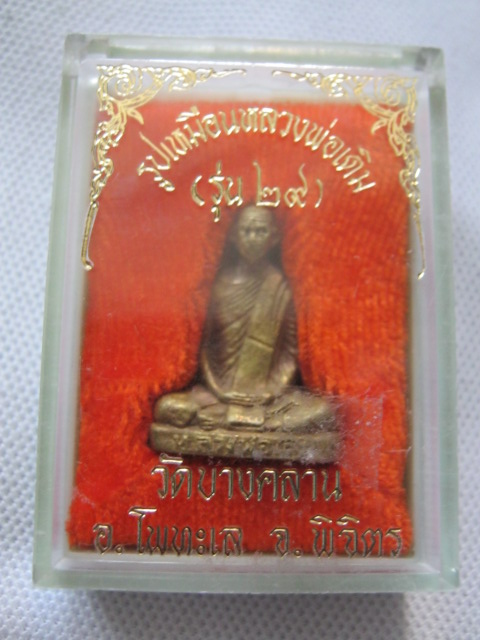 รูปเหมือนหลวงพ่อเดิม
(รุ่น ๒๙)
วัดบางคลาน
อ.โพทะเล จ.พิจิตร